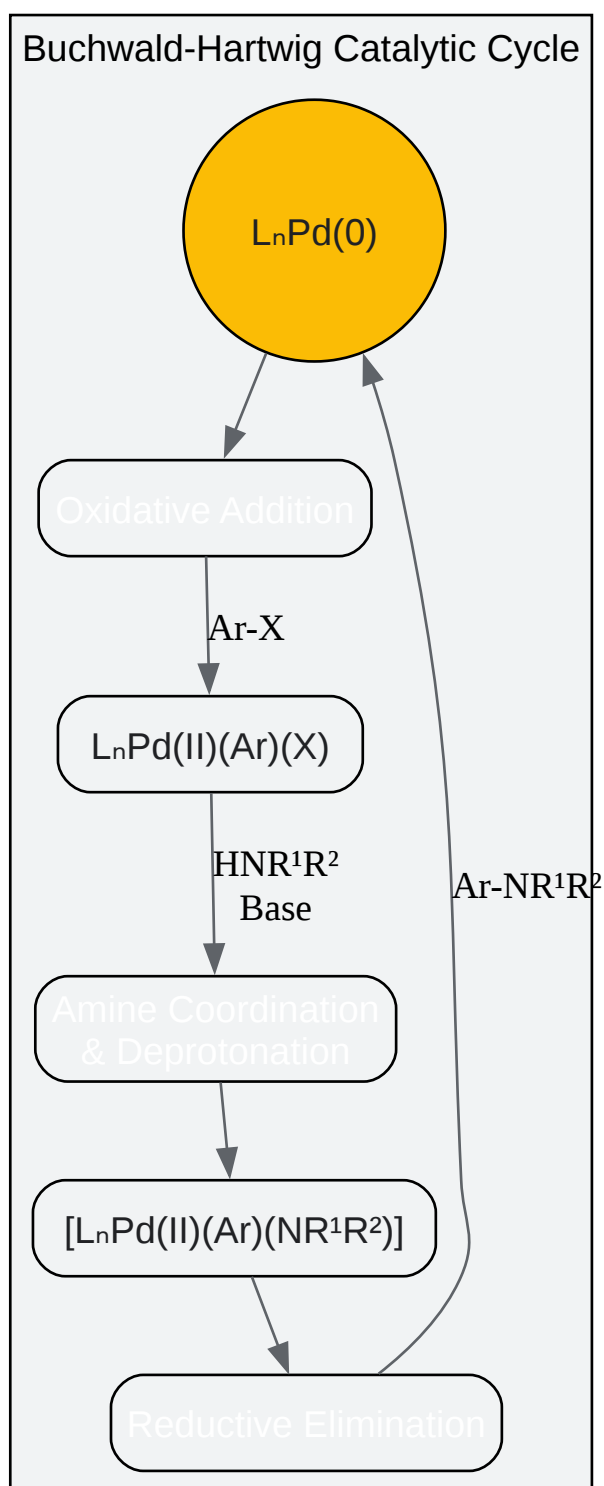 Buchwald-Hartwig Catalytic Cycle
LₙPd(0)
Oxidative Addition
Ar-X
LₙPd(II)(Ar)(X)
HNR¹R²
Base
Ar-NR¹R²
Amine Coordination
& Deprotonation
[LₙPd(II)(Ar)(NR¹R²)]
Reductive Elimination